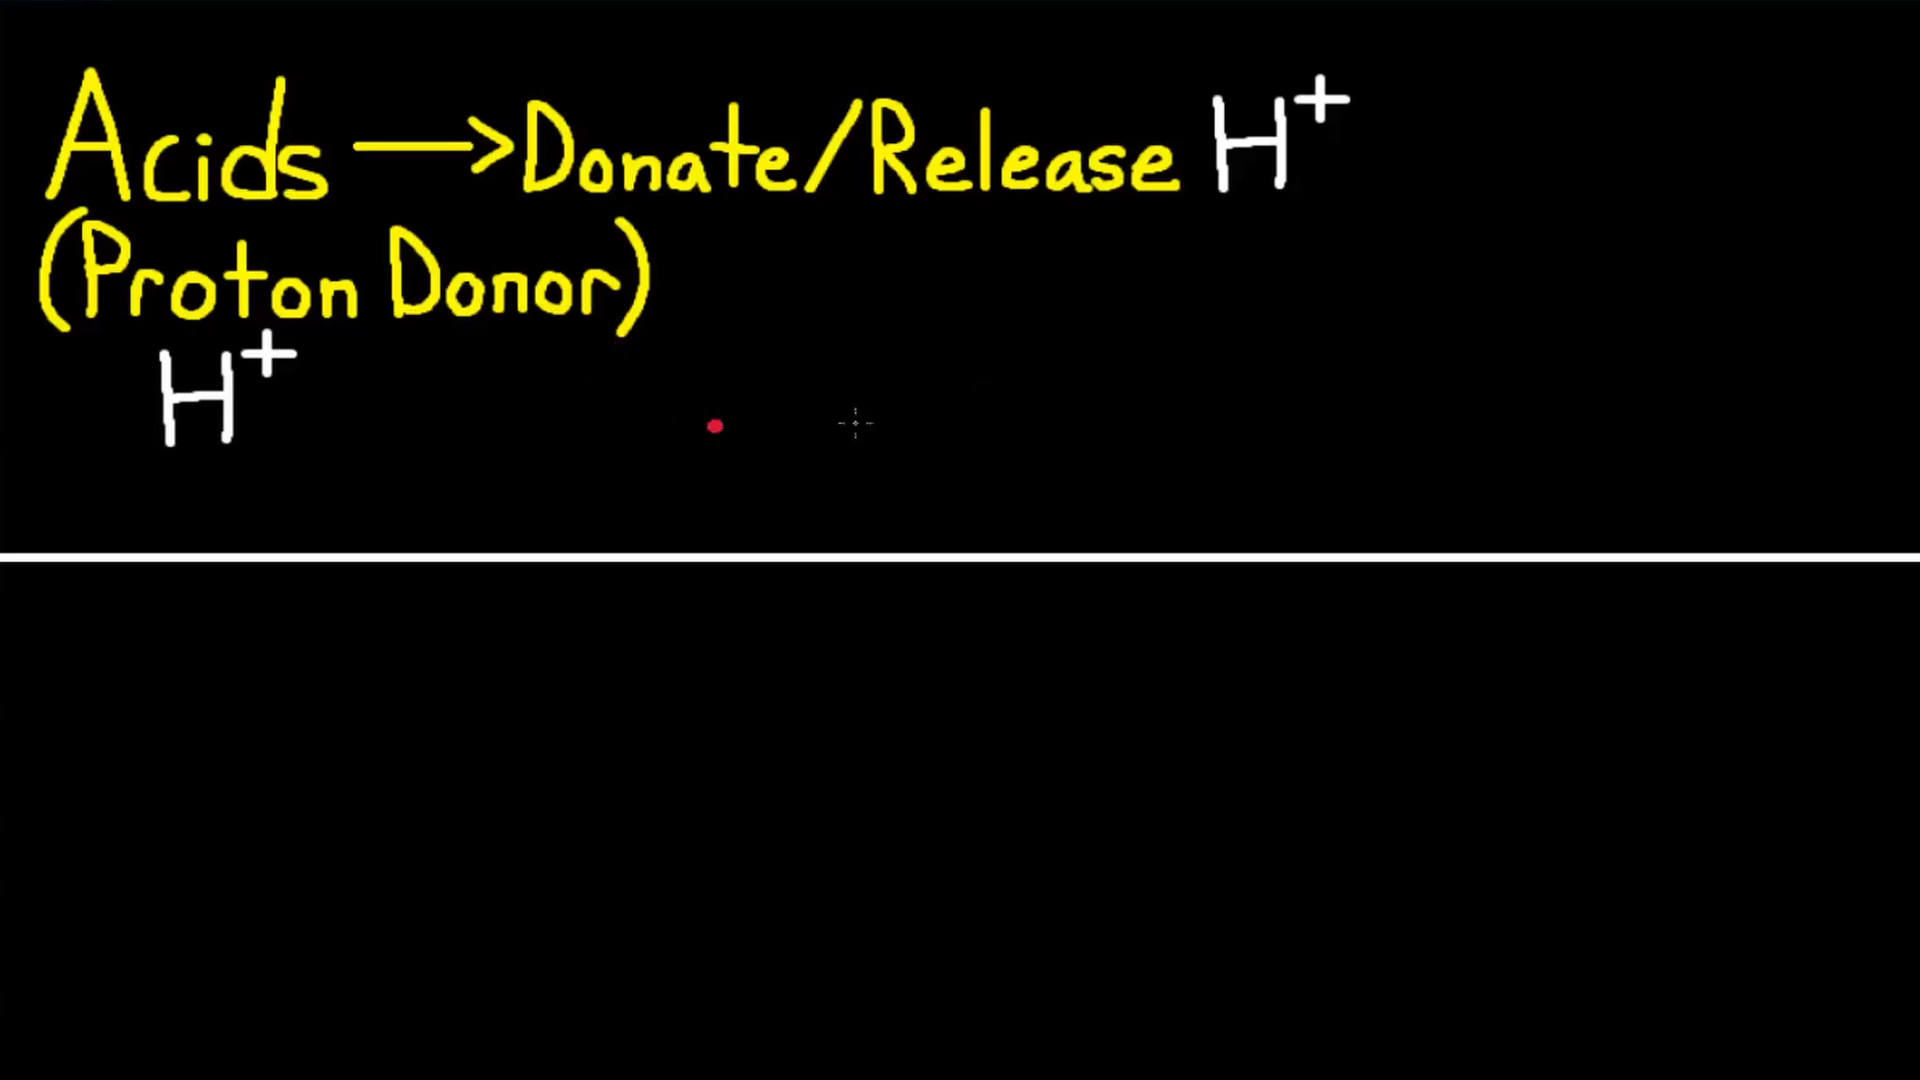 Acids → Donate/Release H⁺
(Proton Donor)
H⁺